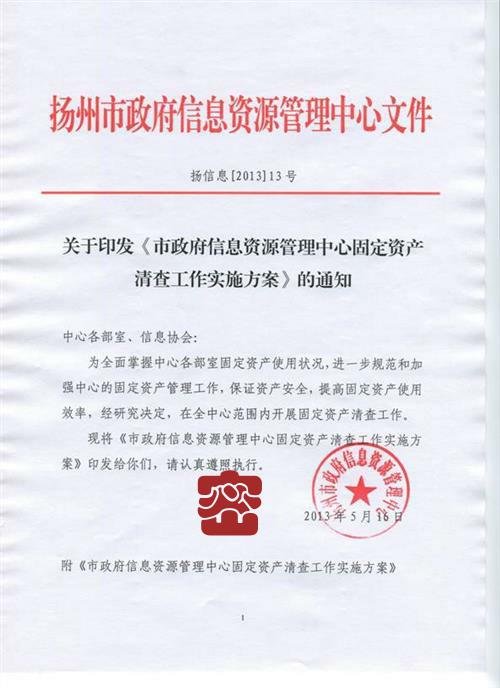 扬州市政府信息资源管理中心文件
扬信息[2013]13号
关于印发《市政府信息资源管理中心固定资产
清查工作实施方案》的通知
中心各部室、信息协会:
为全面掌握中心各部室固定资产使用状况,进一步规范和加
强中心的固定资产管理工作,保证资产安全,提高固定资产使用
效率,经研究决定,在全中心范围内开展固定资产清查工作。
现将《市政府信息资源管理中心固定资产清查工作实施方
案》印发给你们,请认真遵照执行。
扬州市政府信息资源管理中心
2013年5月16日
附《市政府信息资源管理中心固定资产清查工作实施方案》
1